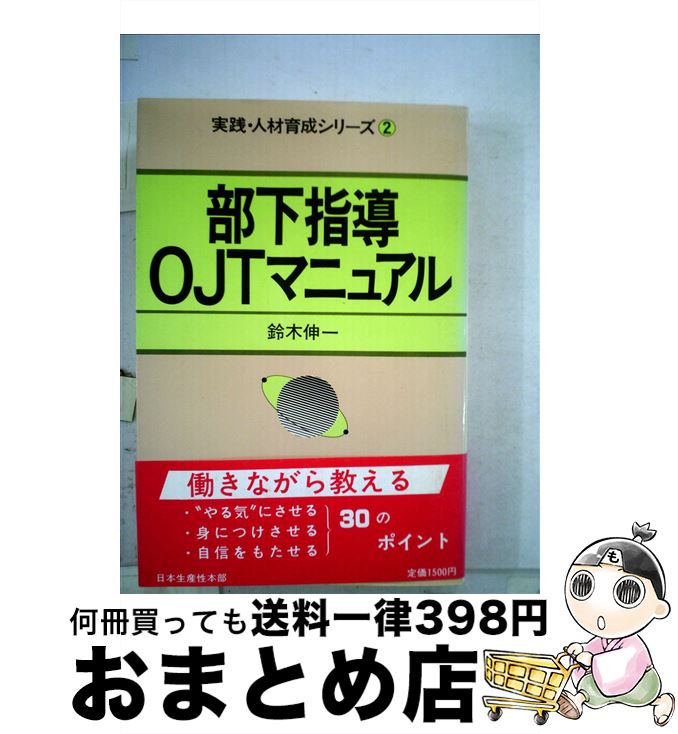 実践・人材育成シリーズ②
部下指導
OJTマニュアル
鈴木伸一
働きながら教える
・“やる気”にさせる
・身につけさせる
・自信をもたせる
30の
ポイント
日本生産性本部
定価1500円
も
何冊買っても送料一律398円
おまとめ店